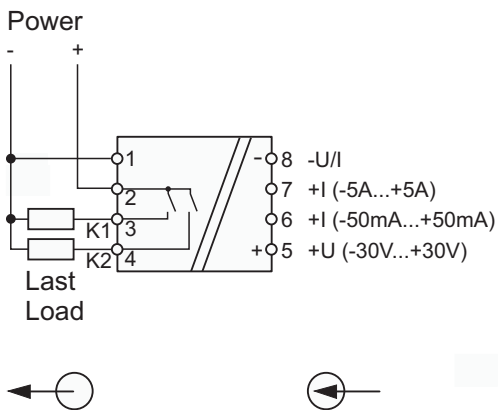 Power
- +
1 - 8 -U/I
2 7 +I (-5A...+5A)
K1 3 6 +I (-50mA...+50mA)
K2 4 + 5 +U (-30V...+30V)
Last
Load